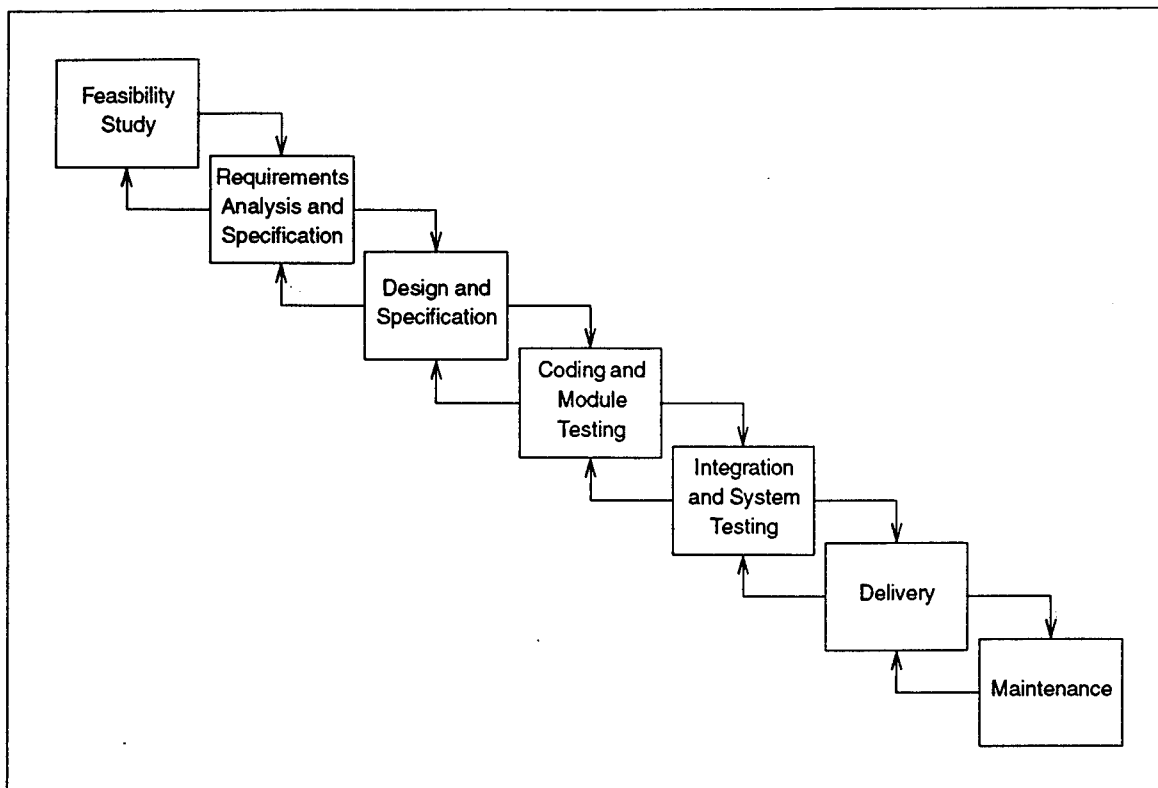 Feasibility
Study
Requirements
Analysis and
Specification
Design and
Specification
Coding and
Module
Testing
Integration
and System
Testing
Delivery
Maintenance